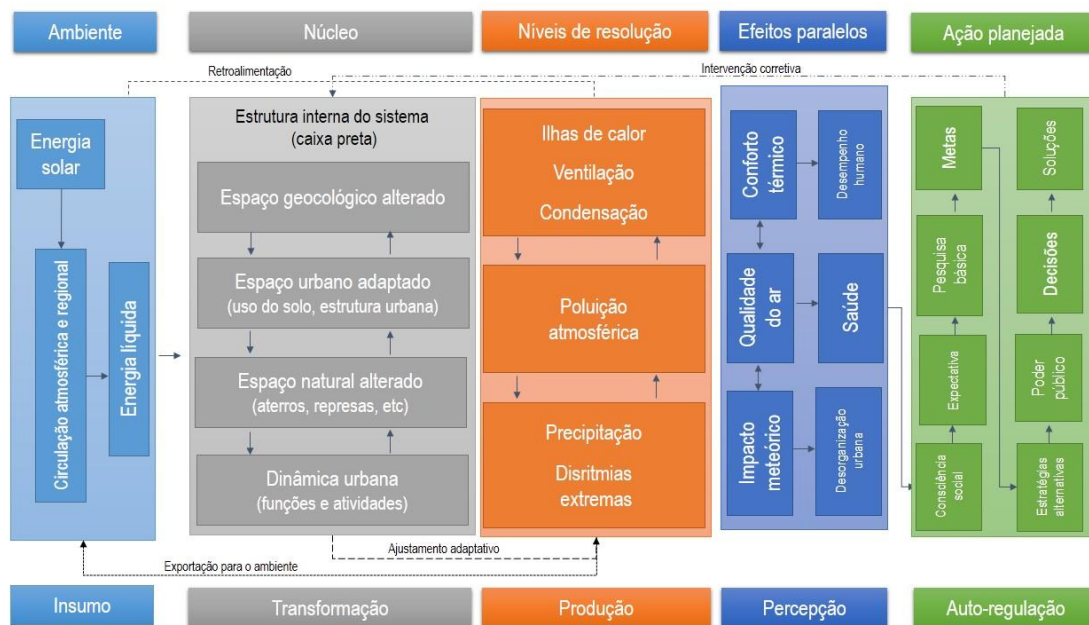 Ambiente
Núcleo
Níveis de resolução
Efeitos paralelos
Ação planejada
Retroalimentação
Intervenção corretiva
Energia
solar
Circulação atmosférica e regional
Energia líquida
Estrutura interna do sistema
(caixa preta)
Espaço geocológico alterado
Espaço urbano adaptado
(uso do solo, estrutura urbana)
Espaço natural alterado
(aterros, represas, etc)
Dinâmica urbana
(funções e atividades)
Ilhas de calor
Ventilação
Condensação
Poluição
atmosférica
Precipitação
Disritmias
extremas
Conforto
térmico
Desempenho
humano
Qualidade
do ar
Saúde
Impacto
meteórico
Desorganização
urbana
Metas
Pesquisa
básica
Expectativa
Consciência
social
Soluções
Decisões
Poder
público
Estratégias
alternativas
Ajustamento adaptativo
Exportação para o ambiente
Insumo
Transformação
Produção
Percepção
Auto-regulação